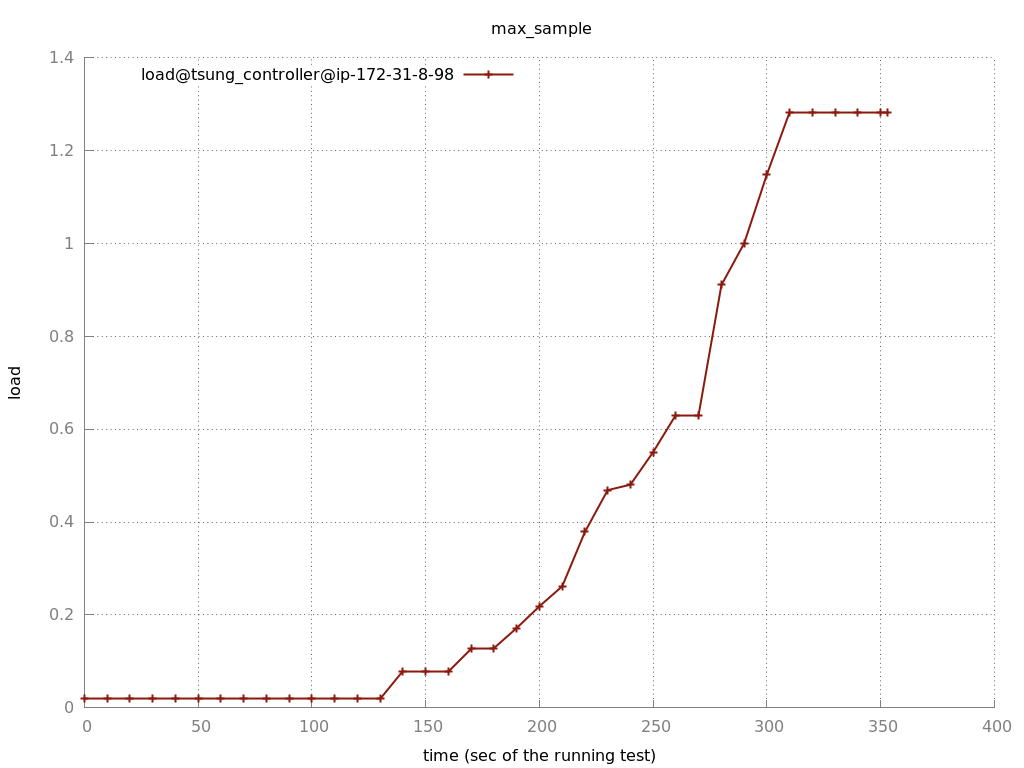 max_sample
load@tsung_controller@ip-172-31-8-98
1.4
1.2
1
0.8
0.6
0.4
0.2
0
load
0 50 100 150 200 250 300 350 400
time (sec of the running test)